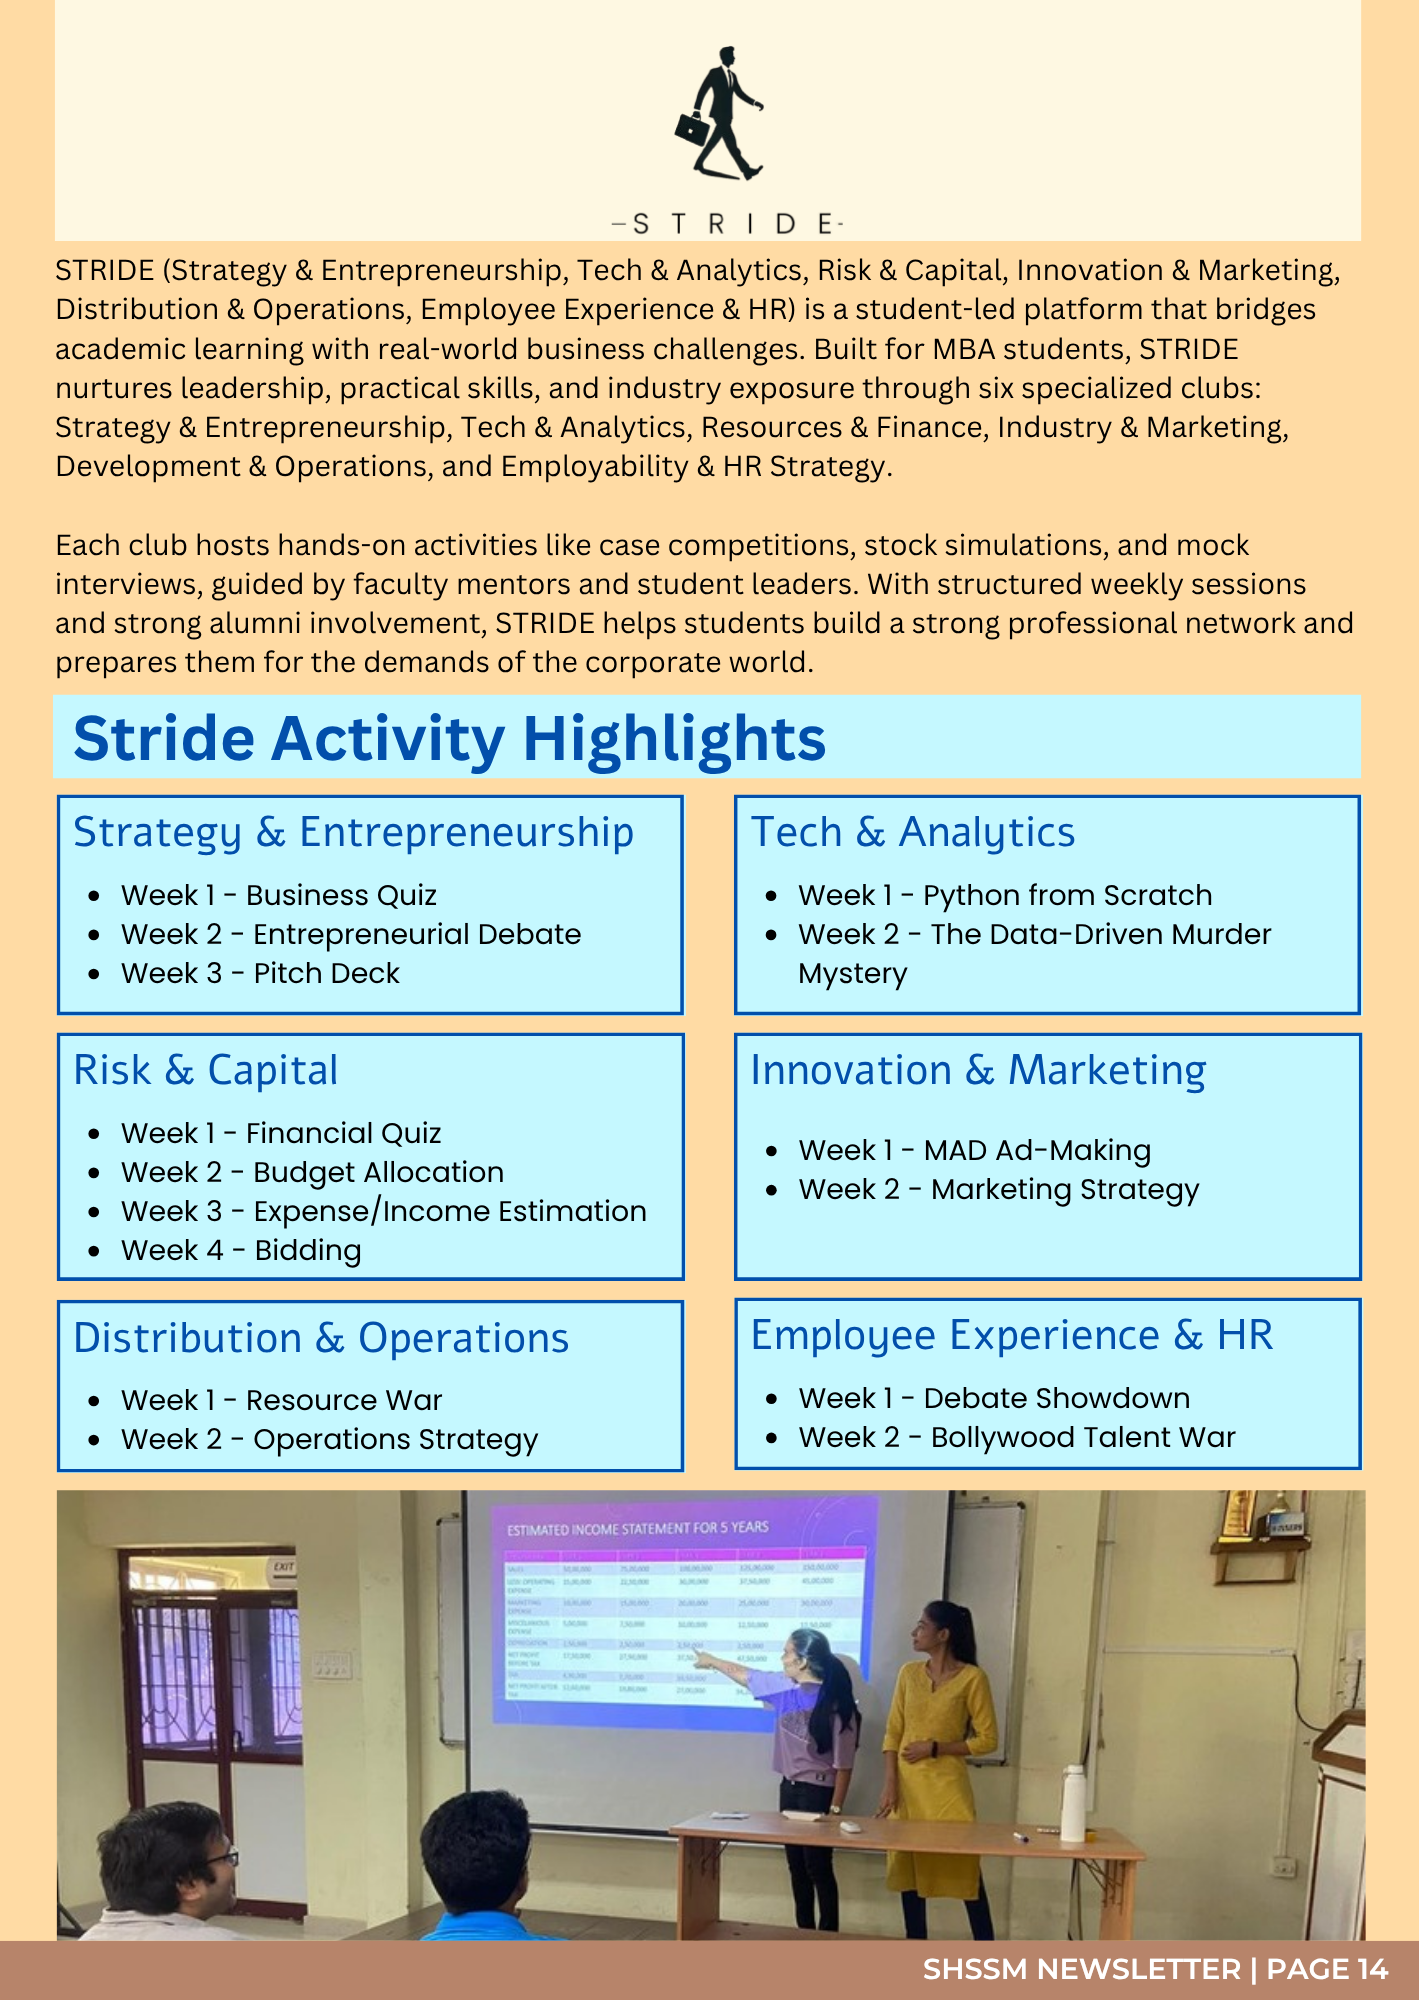 -S T R I D E-
STRIDE (Strategy & Entrepreneurship, Tech & Analytics, Risk & Capital, Innovation & Marketing,
Distribution & Operations, Employee Experience & HR) is a student-led platform that bridges
academic learning with real-world business challenges. Built for MBA students, STRIDE
nurtures leadership, practical skills, and industry exposure through six specialized clubs:
Strategy & Entrepreneurship, Tech & Analytics, Resources & Finance, Industry & Marketing,
Development & Operations, and Employability & HR Strategy.
Each club hosts hands-on activities like case competitions, stock simulations, and mock
interviews, guided by faculty mentors and student leaders. With structured weekly sessions
and strong alumni involvement, STRIDE helps students build a strong professional network and
prepares them for the demands of the corporate world.
Stride Activity Highlights
Strategy & Entrepreneurship
• Week 1 - Business Quiz
• Week 2 - Entrepreneurial Debate
• Week 3 - Pitch Deck
Tech & Analytics
• Week 1 - Python from Scratch
• Week 2 - The Data-Driven Murder
Mystery
Risk & Capital
• Week 1 - Financial Quiz
• Week 2 - Budget Allocation
• Week 3 - Expense/Income Estimation
• Week 4 - Bidding
Innovation & Marketing
• Week 1 - MAD Ad-Making
• Week 2 - Marketing Strategy
Distribution & Operations
• Week 1 - Resource War
• Week 2 - Operations Strategy
Employee Experience & HR
• Week 1 - Debate Showdown
• Week 2 - Bollywood Talent War
ESTIMATED INCOME STATEMENT FOR 5 YEARS
EXIT
SHSSM NEWSLETTER | PAGE 14